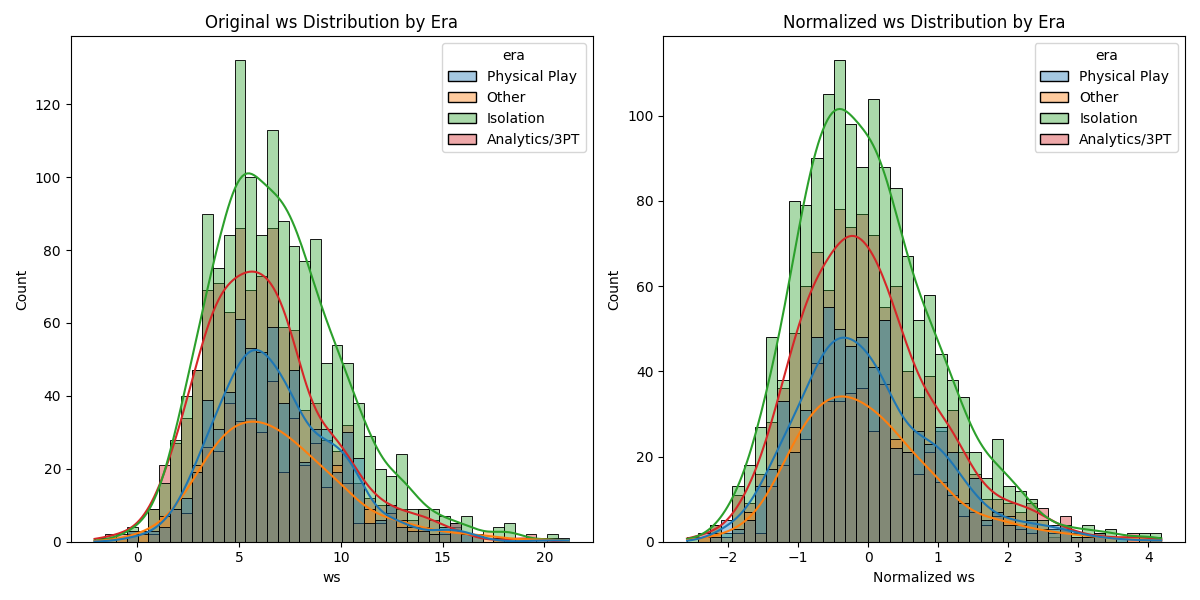 Original ws Distribution by Era
era
Physical Play
Other
Isolation
Analytics/3PT
Count
0
20
40
60
80
100
120
0
5
10
15
20
ws
Normalized ws Distribution by Era
era
Physical Play
Other
Isolation
Analytics/3PT
Count
0
20
40
60
80
100
−2
−1
0
1
2
3
4
Normalized ws